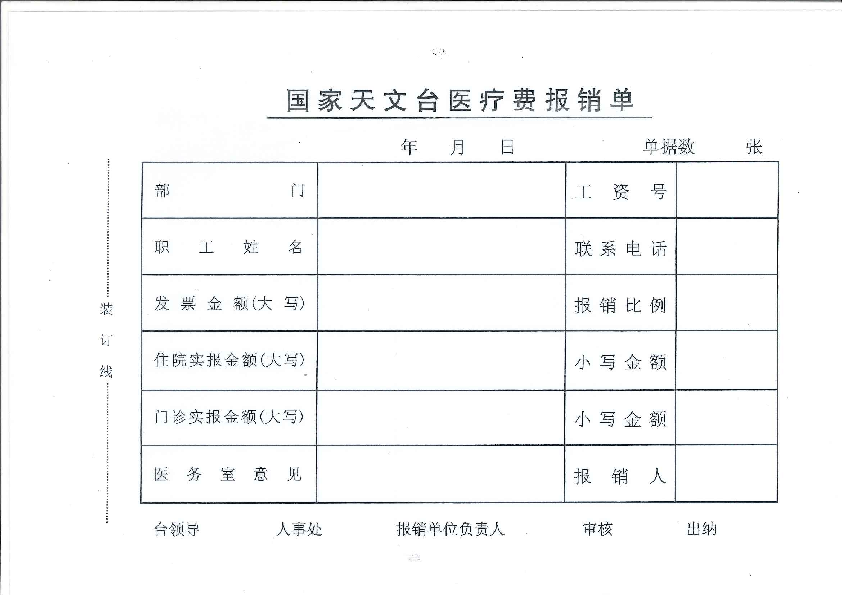 国家天文台医疗费报销单
年 月 日 单据数 张
部 门 工 资 号
职 工 姓 名 联 系 电 话
发 票 金 额(大 写) 报 销 比 例
住院实报金额(大写) 小 写 金 额
门诊实报金额(大写) 小 写 金 额
医 务 室 意 见 报 销 人
台领导 人事处 报销单位负责人 审核 出纳
装
订
线